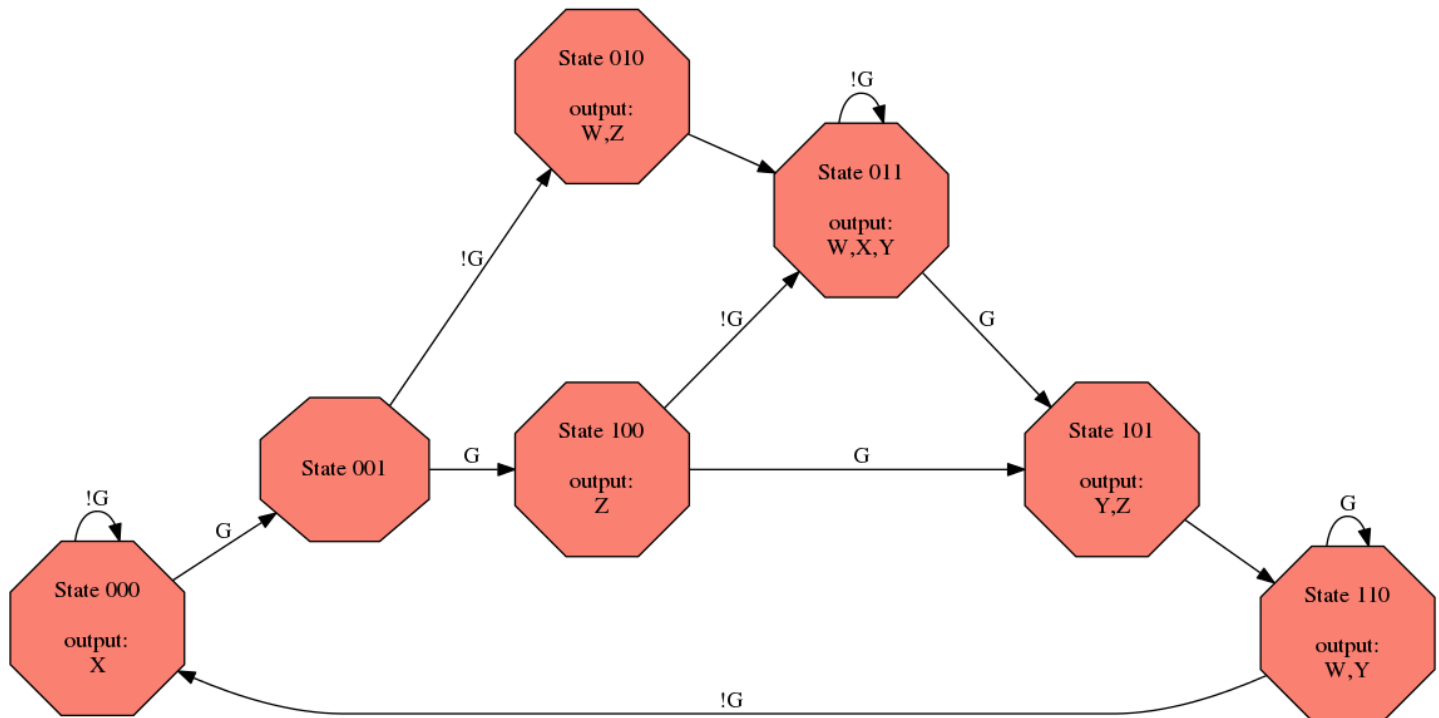 State 010
output:
W,Z
!G
State 011
output:
W,X,Y
!G
!G
G
State 001
G
State 100
output:
Z
G
State 101
output:
Y,Z
!G
G
State 000
output:
X
G
State 110
output:
W,Y
!G